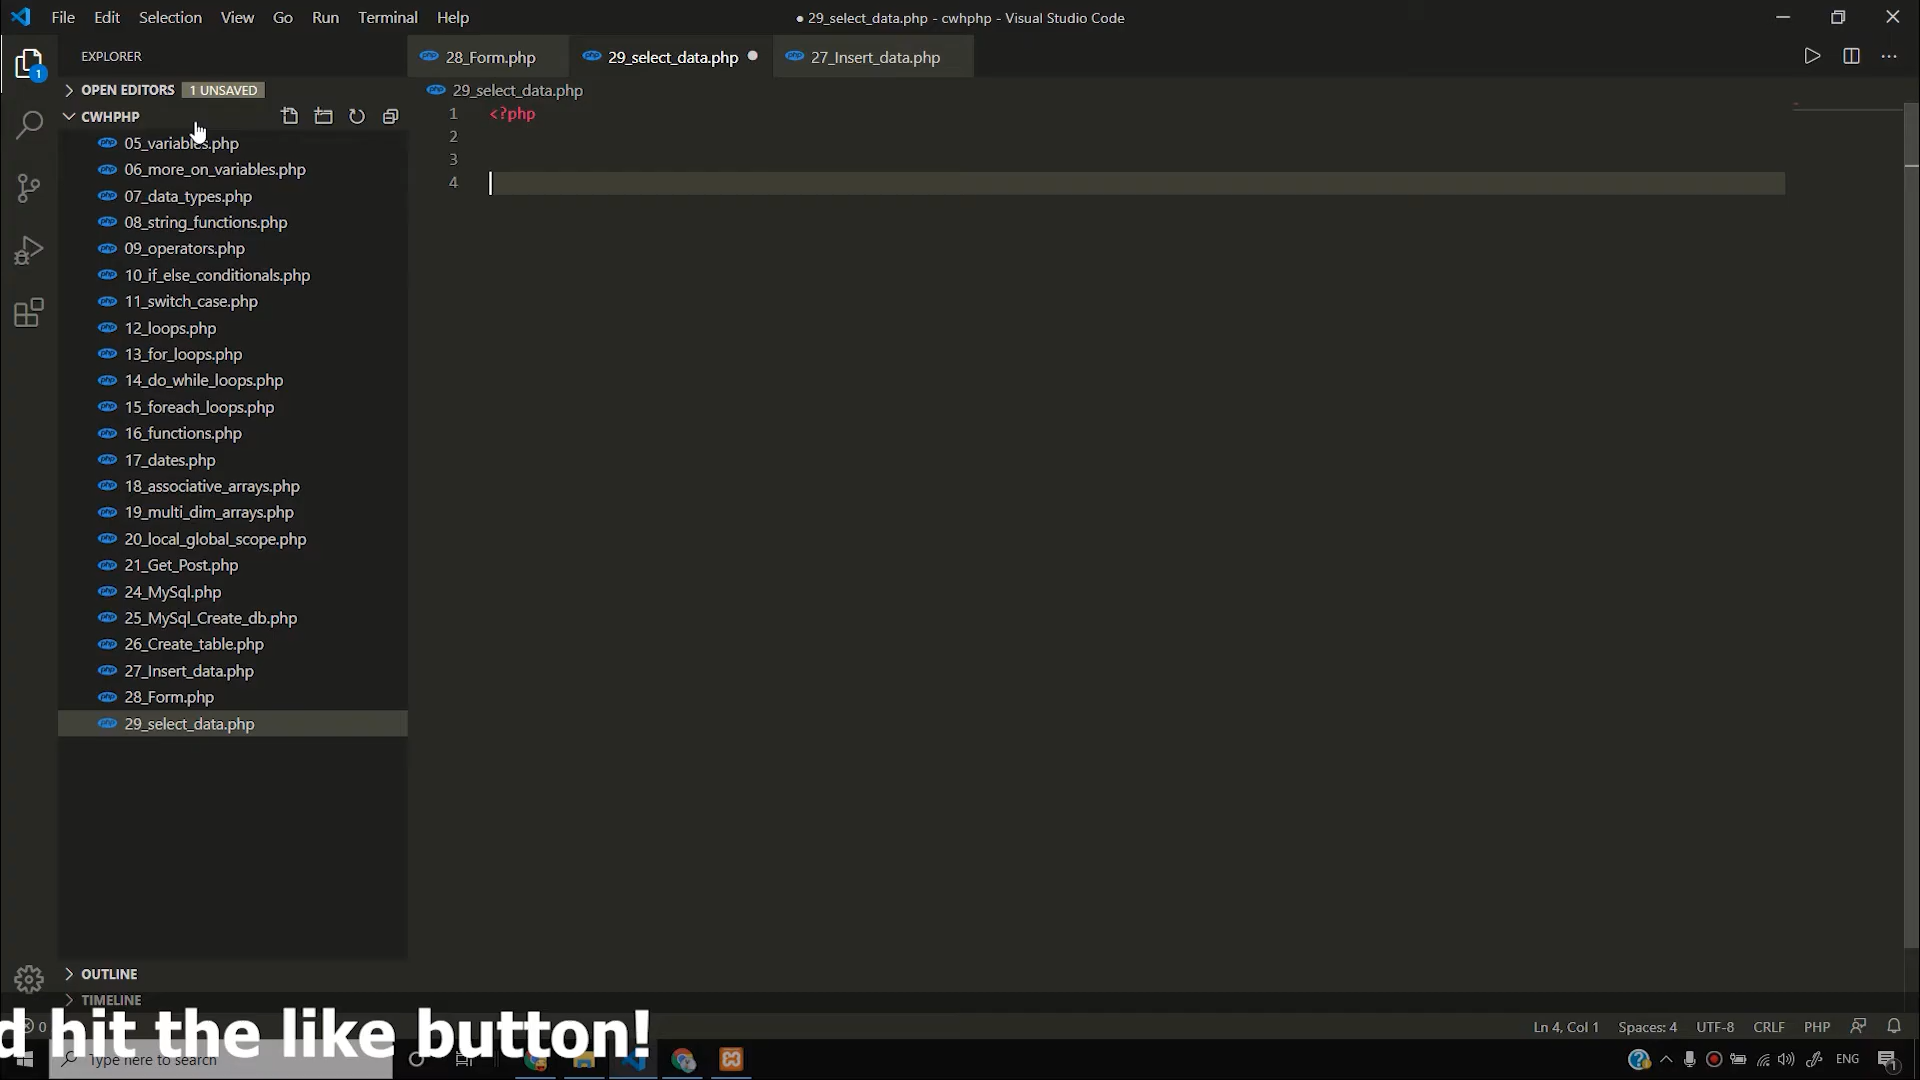 File Edit Selection View Go Run Terminal Help
● 29_select_data.php - cwhphp - Visual Studio Code
EXPLORER
28_Form.php
29_select_data.php
27_Insert_data.php
OPEN EDITORS
1 UNSAVED
29_select_data.php
CWHPHP
1 <?php
2
3
4
05_variables.php
06_more_on_variables.php
07_data_types.php
08_string_functions.php
09_operators.php
10_if_else_conditionals.php
11_switch_case.php
12_loops.php
13_for_loops.php
14_do_while_loops.php
15_foreach_loops.php
16_functions.php
17_dates.php
18_associative_arrays.php
19_multi_dim_arrays.php
20_local_global_scope.php
21_Get_Post.php
24_MySql.php
25_MySql_Create_db.php
26_Create_table.php
27_Insert_data.php
28_Form.php
29_select_data.php
OUTLINE
TIMELINE
d hit the like button!
0
Ln 4, Col 1 Spaces: 4 UTF-8 CRLF PHP
Type here to search
ENG
1